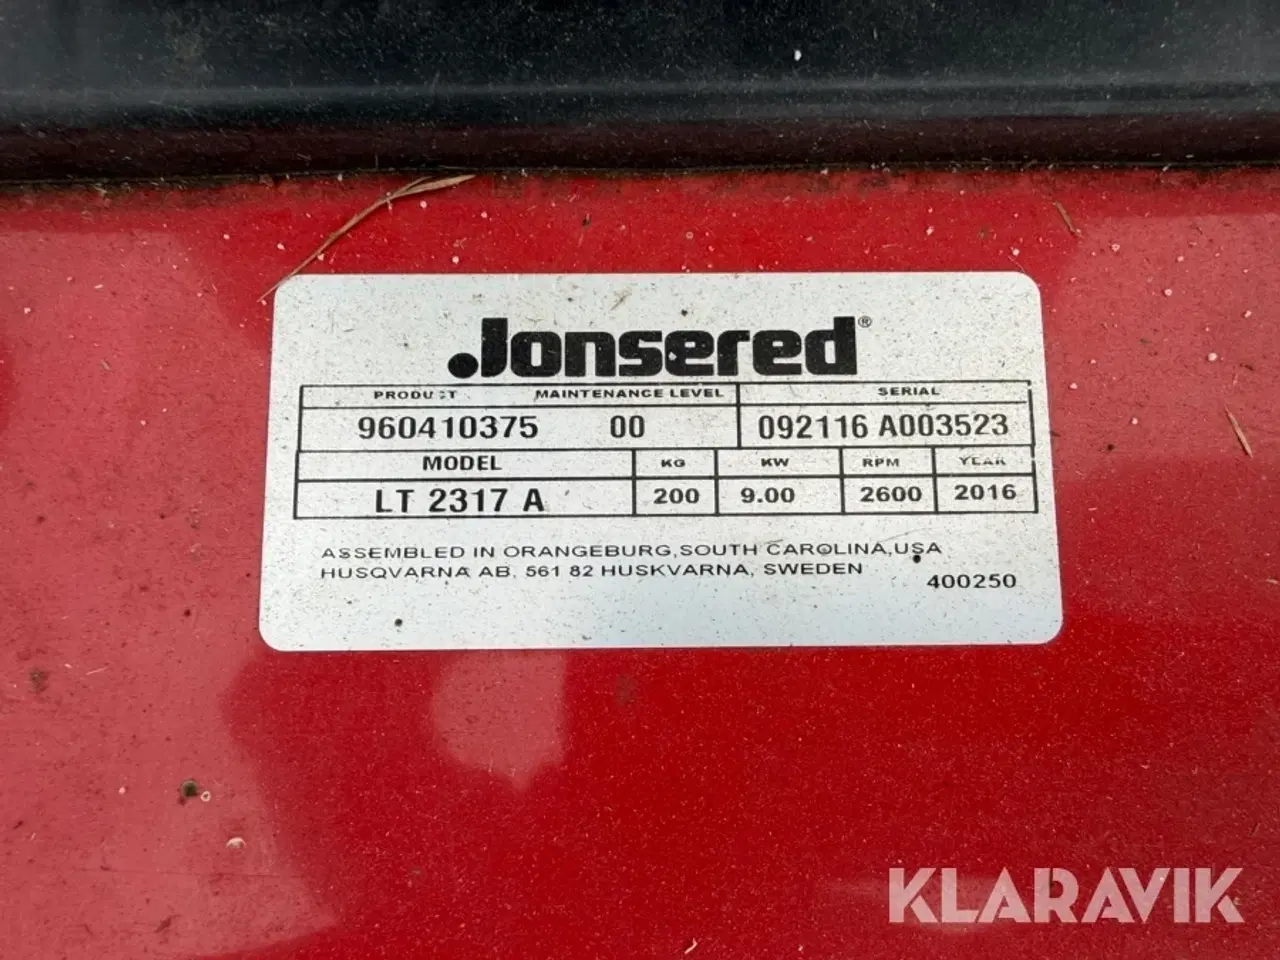 Jonsered®
PRODUCT MAINTENANCE LEVEL SERIAL
960410375 00 092116 A003523
MODEL KG KW RPM YEAR
LT 2317 A 200 9.00 2600 2016
ASSEMBLED IN ORANGEBURG,SOUTH CAROLINA,USA
HUSQVARNA AB. 561 82 HUSKVARNA, SWEDEN
400250
KLARAVIK